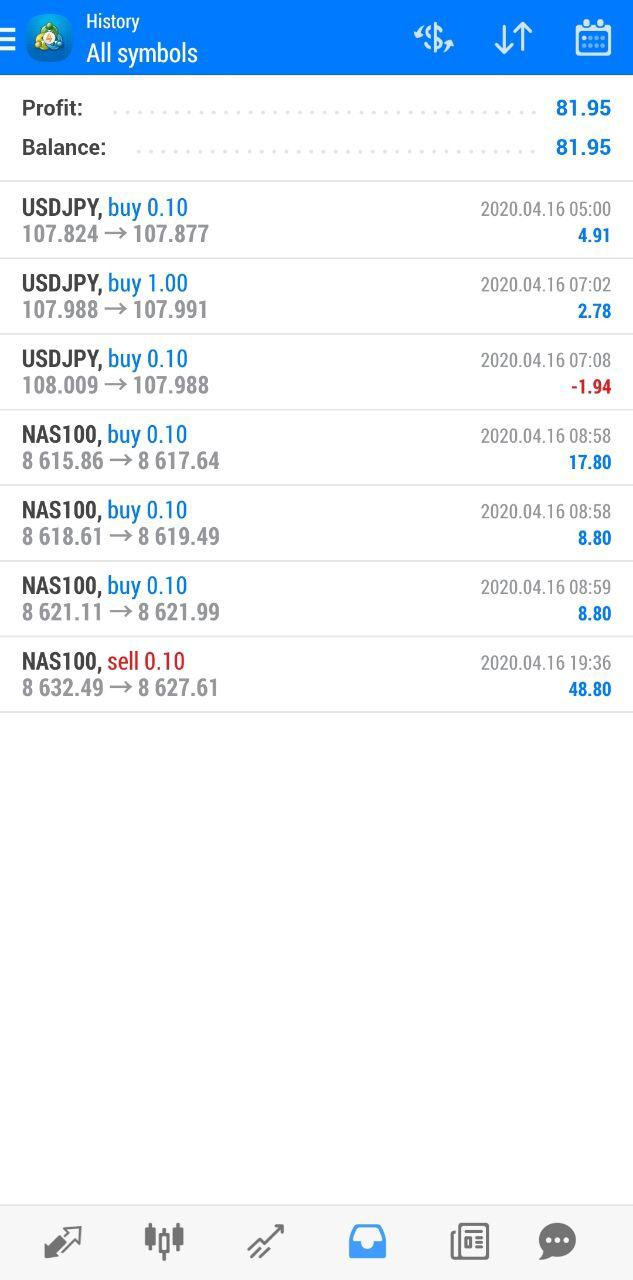 History
All symbols
Profit: 81.95
Balance: 81.95
USDJPY, buy 0.10 2020.04.16 05:00
107.824 → 107.877 4.91
USDJPY, buy 1.00 2020.04.16 07:02
107.988 → 107.991 2.78
USDJPY, buy 0.10 2020.04.16 07:08
108.009 → 107.988 -1.94
NAS100, buy 0.10 2020.04.16 08:58
8 615.86 → 8 617.64 17.80
NAS100, buy 0.10 2020.04.16 08:58
8 618.61 → 8 619.49 8.80
NAS100, buy 0.10 2020.04.16 08:59
8 621.11 → 8 621.99 8.80
NAS100, sell 0.10 2020.04.16 19:36
8 632.49 → 8 627.61 48.80